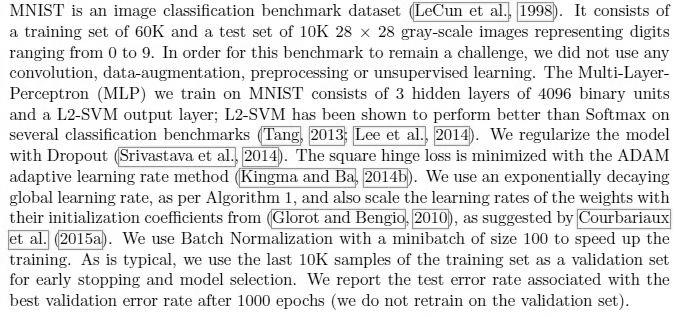 MNIST is an image classification benchmark dataset (LeCun et al., 1998). It consists of
a training set of 60K and a test set of 10K 28 × 28 gray-scale images representing digits
ranging from 0 to 9. In order for this benchmark to remain a challenge, we did not use any
convolution, data-augmentation, preprocessing or unsupervised learning. The Multi-Layer-
Perceptron (MLP) we train on MNIST consists of 3 hidden layers of 4096 binary units
and a L2-SVM output layer; L2-SVM has been shown to perform better than Softmax on
several classification benchmarks (Tang, 2013; Lee et al., 2014). We regularize the model
with Dropout (Srivastava et al., 2014). The square hinge loss is minimized with the ADAM
adaptive learning rate method (Kingma and Ba, 2014b). We use an exponentially decaying
global learning rate, as per Algorithm 1, and also scale the learning rates of the weights with
their initialization coefficients from (Glorot and Bengio, 2010), as suggested by Courbariaux
et al. (2015a). We use Batch Normalization with a minibatch of size 100 to speed up the
training. As is typical, we use the last 10K samples of the training set as a validation set
for early stopping and model selection. We report the test error rate associated with the
best validation error rate after 1000 epochs (we do not retrain on the validation set).